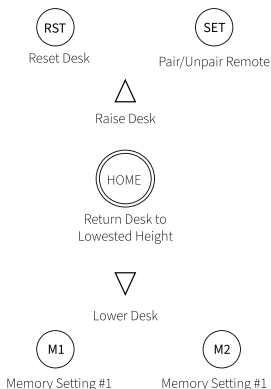 RST
SET
Reset Desk
Pair/Unpair Remote
Raise Desk
HOME
Return Desk to
Lowested Height
Lower Desk
M1
M2
Memory Setting #1
Memory Setting #1